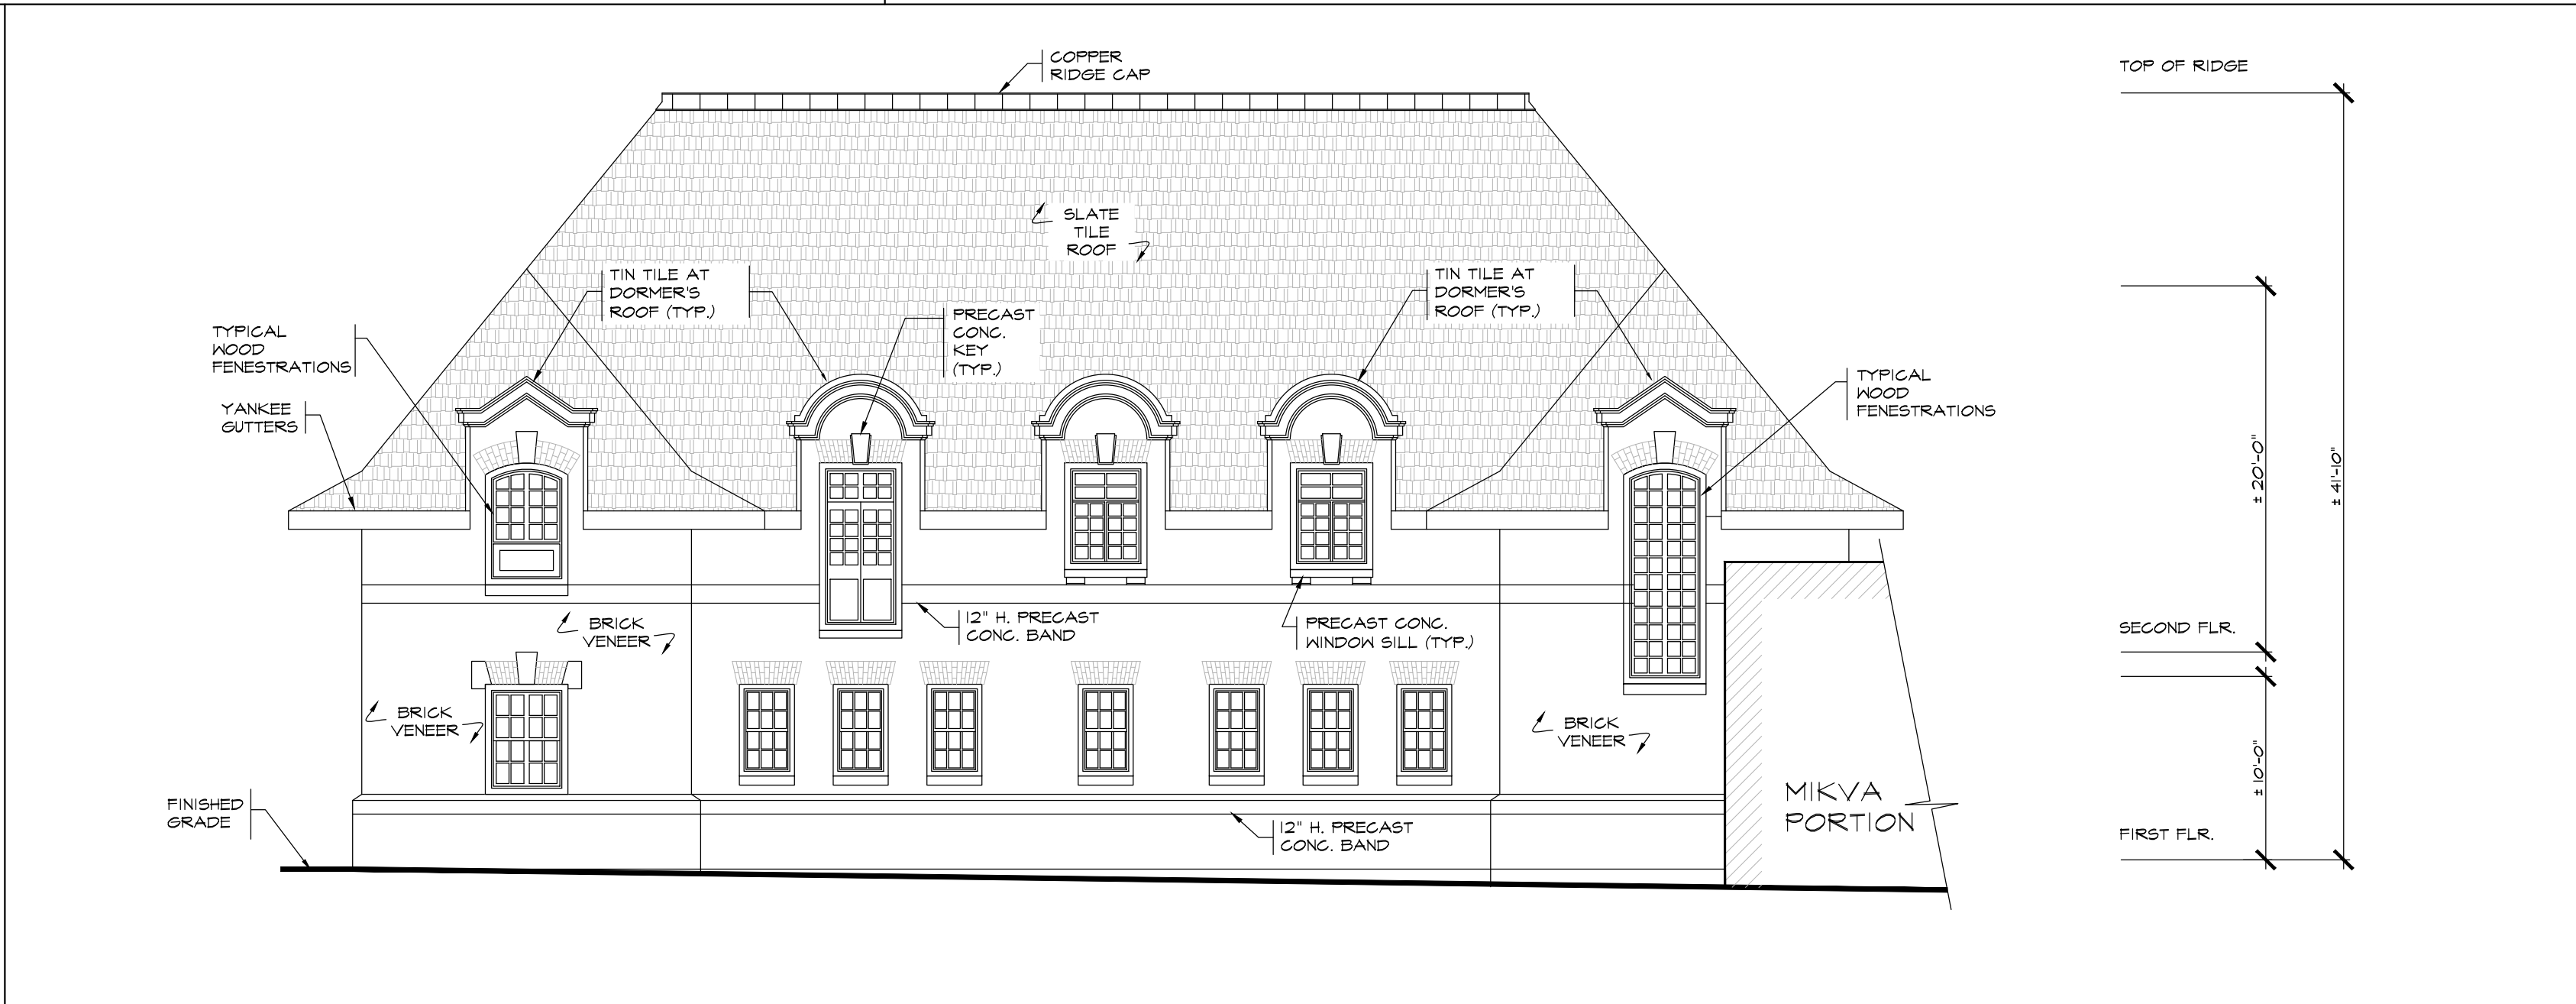 COPPER
RIDGE CAP
TOP OF RIDGE
SLATE
TILE
ROOF
TIN TILE AT
DORMER'S
ROOF (TYP.)
TIN TILE AT
DORMER'S
ROOF (TYP.)
PRECAST
CONC.
KEY
(TYP.)
TYPICAL
WOOD
FENESTRATIONS
YANKEE
GUTTERS
TYPICAL
WOOD
FENESTRATIONS
± 20'-0"
± 41'-10"
12" H. PRECAST
CONC. BAND
BRICK
VENEER
PRECAST CONC.
WINDOW SILL (TYP.)
SECOND FLR.
BRICK
VENEER
BRICK
VENEER
± 10'-0"
MIKVA
PORTION
FINISHED
GRADE
12" H. PRECAST
CONC. BAND
FIRST FLR.